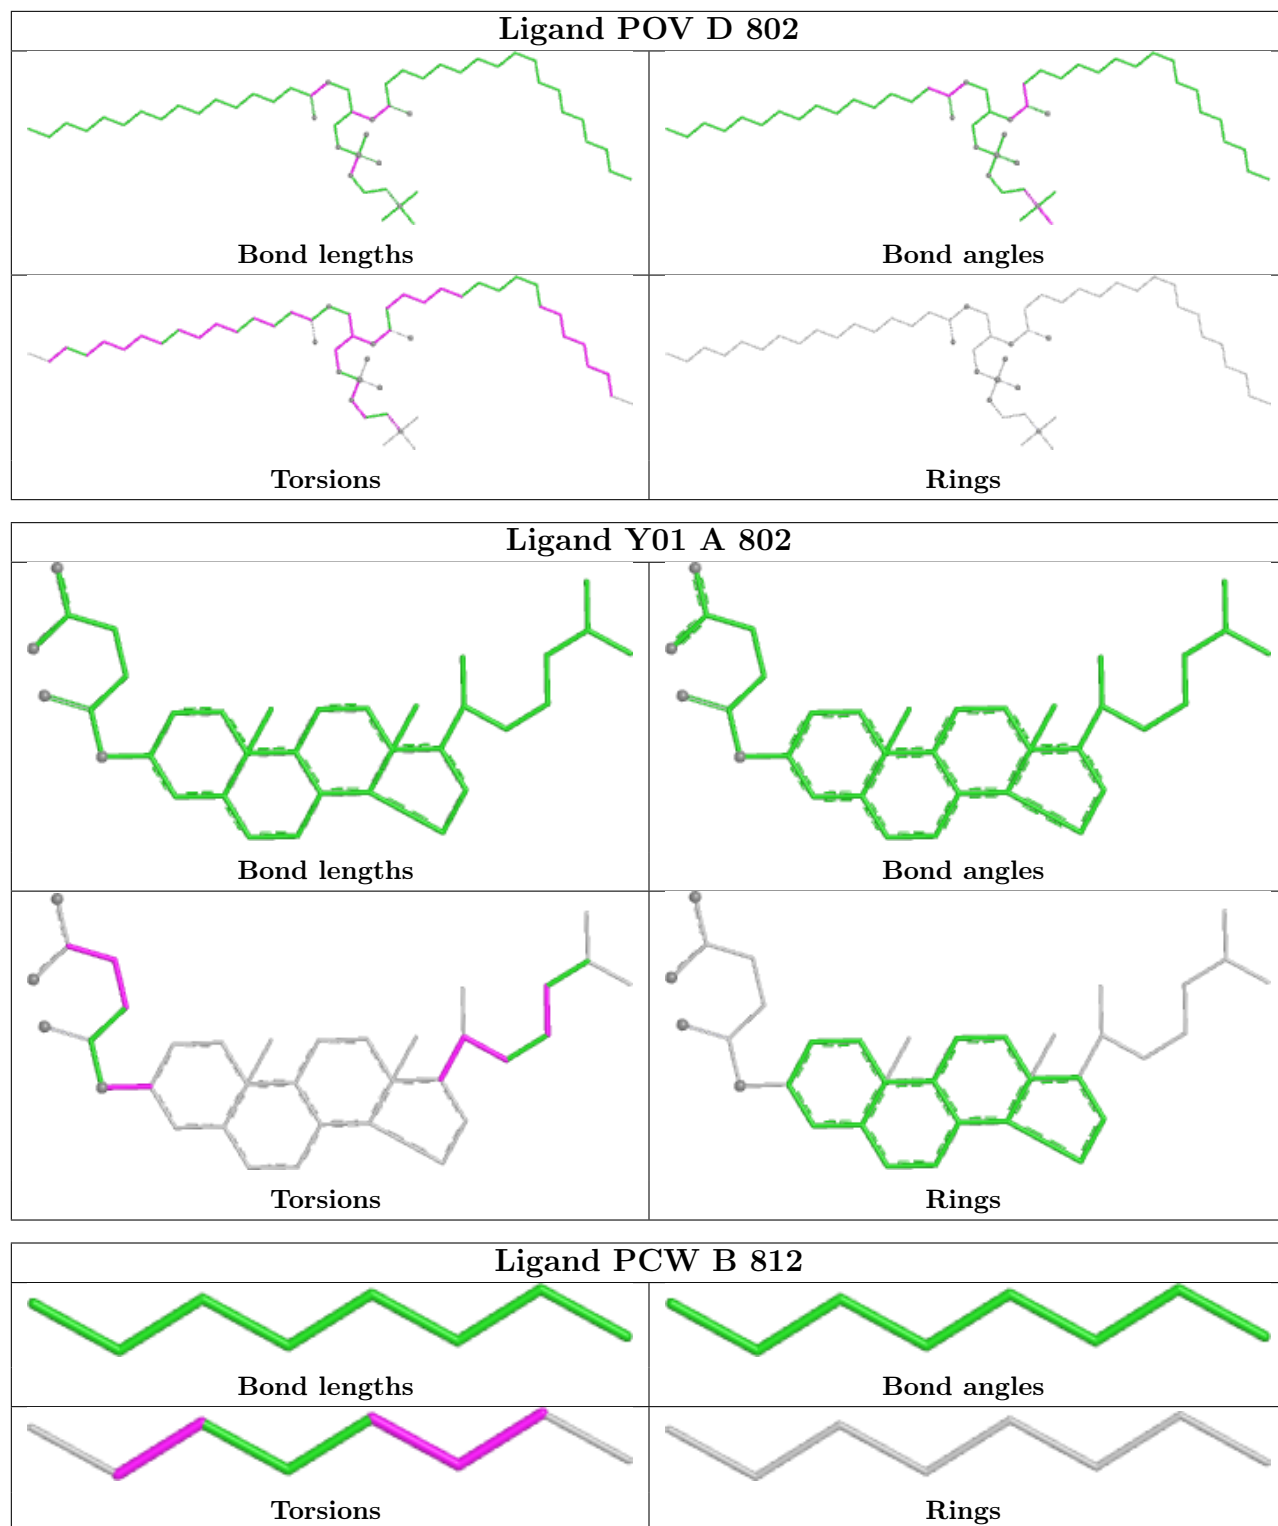 Ligand POV D 802
Bond lengths
Bond angles
Torsions
Rings
Ligand Y01 A 802
Bond lengths
Bond angles
Torsions
Rings
Ligand PCW B 812
Bond lengths
Bond angles
Torsions
Rings